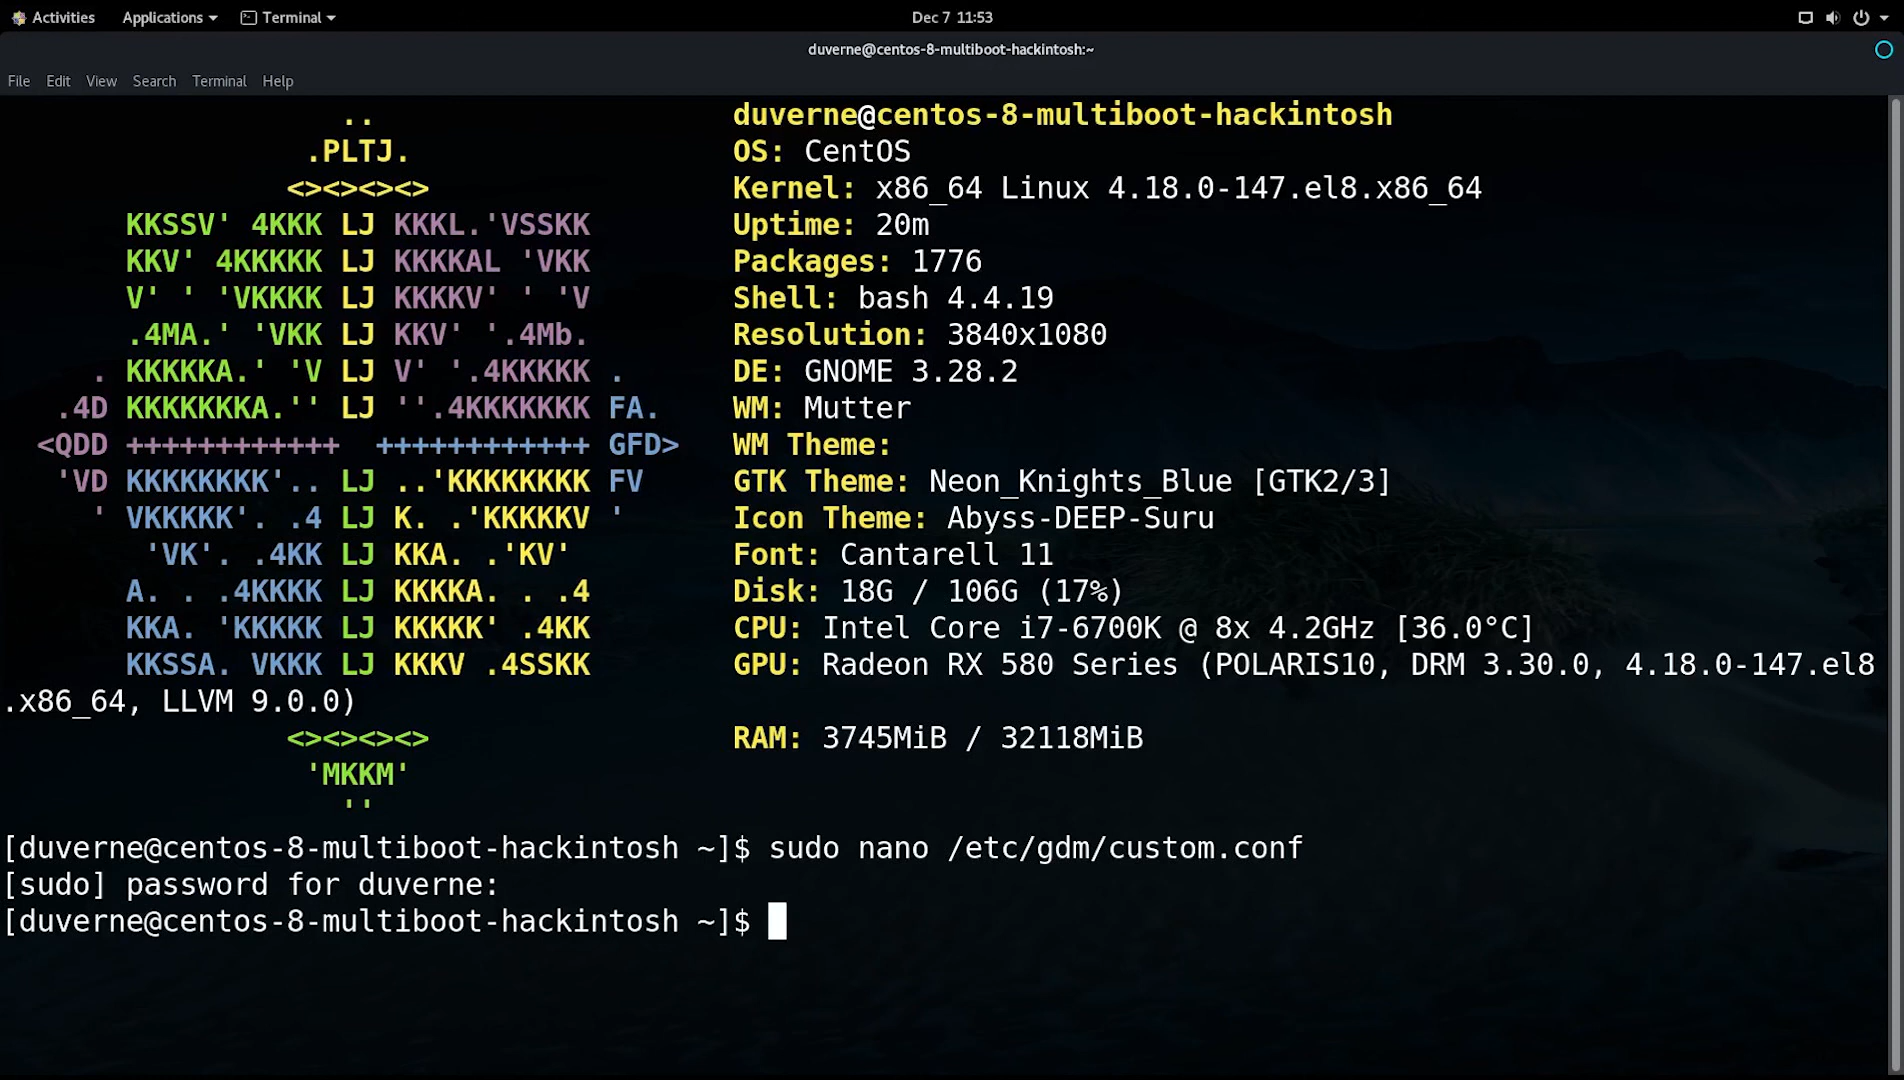 Activities Applications Terminal Dec 7 11:53
duverne@centos-8-multiboot-hackintosh:~
File Edit View Search Terminal Help
.. duverne@centos-8-multiboot-hackintosh
.PLTJ. OS: CentOS
<><><><> Kernel: x86_64 Linux 4.18.0-147.el8.x86_64
KKSSV' 4KKK LJ KKKL.'VSSKK Uptime: 20m
KKV' 4KKKKK LJ KKKKAL 'VKK Packages: 1776
V' ' 'VKKKK LJ KKKKV' ' 'V Shell: bash 4.4.19
.4MA.' 'VKK LJ KKV' '.4Mb. Resolution: 3840x1080
. KKKKKA.' 'V LJ V' '.4KKKKK . DE: GNOME 3.28.2
.4D KKKKKKKA.'' LJ ''.4KKKKKKK FA. WM: Mutter
<QDD ++++++++++++ ++++++++++++ GFD> WM Theme:
'VD KKKKKKKK'.. LJ ..'KKKKKKKK FV GTK Theme: Neon_Knights_Blue [GTK2/3]
' VKKKKK'. .4 LJ K. .'KKKKKV ' Icon Theme: Abyss-DEEP-Suru
'VK'. .4KK LJ KKA. .'KV' Font: Cantarell 11
A. . .4KKKK LJ KKKKA. . .4 Disk: 18G / 106G (17%)
KKA. 'KKKKK LJ KKKKK' .4KK CPU: Intel Core i7-6700K @ 8x 4.2GHz [36.0°C]
KKSSA. VKKK LJ KKKV .4SSKK GPU: Radeon RX 580 Series (POLARIS10, DRM 3.30.0, 4.18.0-147.el8
.x86_64, LLVM 9.0.0)
<><><><> RAM: 3745MiB / 32118MiB
'MKKM'
''
[duverne@centos-8-multiboot-hackintosh ~]$ sudo nano /etc/gdm/custom.conf
[sudo] password for duverne:
[duverne@centos-8-multiboot-hackintosh ~]$